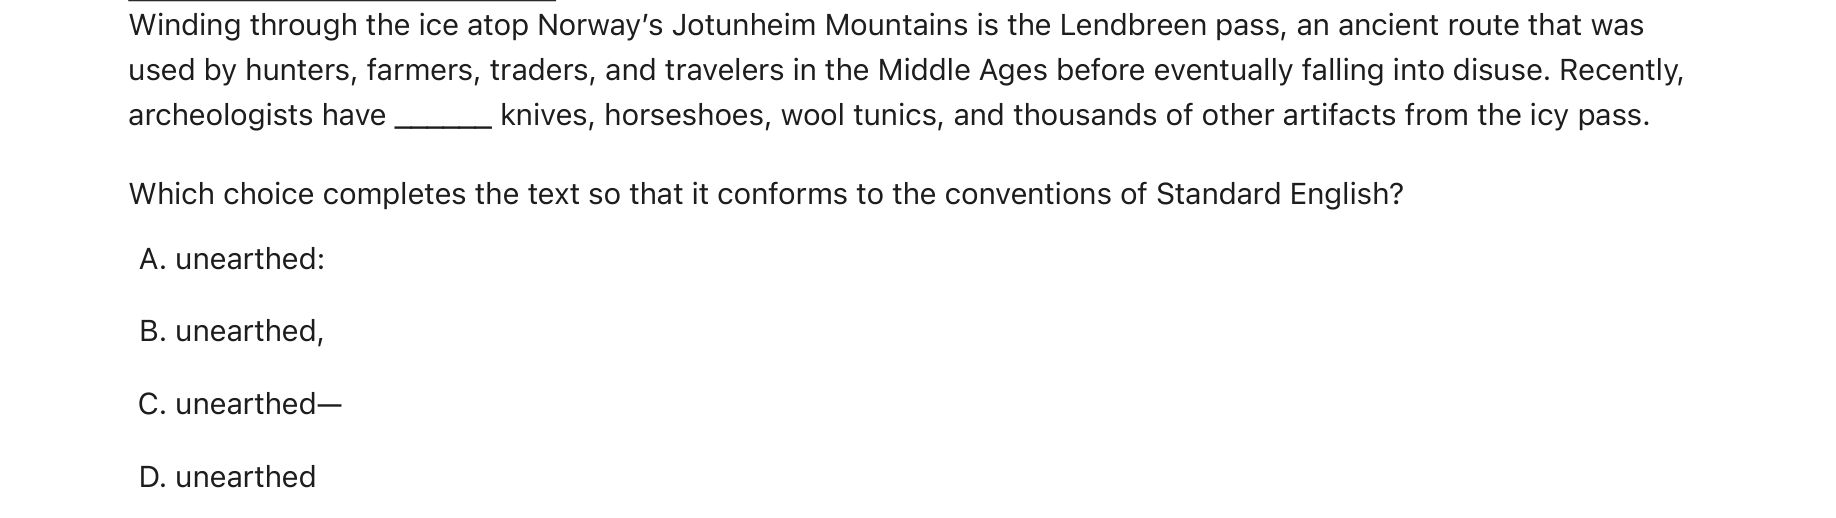 Winding through the ice atop Norway’s Jotunheim Mountains is the Lendbreen pass, an ancient route that was
used by hunters, farmers, traders, and travelers in the Middle Ages before eventually falling into disuse. Recently,
archeologists have ______ knives, horseshoes, wool tunics, and thousands of other artifacts from the icy pass.
Which choice completes the text so that it conforms to the conventions of Standard English?
A. unearthed:
B. unearthed,
C. unearthed—
D. unearthed